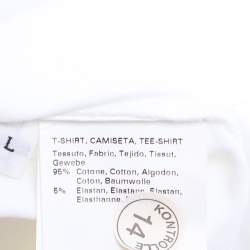 L
T-SHIRT, CAMISETA, TEE-SHIRT
Tessuto, Fabric, Tejido, Tissut,
Gewebe
95% Cotone, Cotton, Algodon,
Coton, Baumwolle
5% Elastan, Elastane, Elastan,
Elasthanne,
KONTROLLE
14